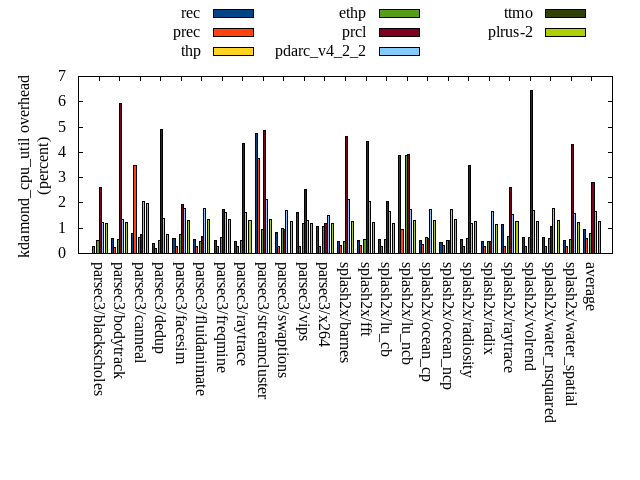 rec
prec
thp
ethp
prcl
pdarc_v4_2_2
ttmo
plrus-2
kdamond_cpu_util overhead
(percent)
7
6
5
4
3
2
1
0
parsec3/blackscholes
parsec3/bodytrack
parsec3/canneal
parsec3/dedup
parsec3/facesim
parsec3/fluidanimate
parsec3/freqmine
parsec3/raytrace
parsec3/streamcluster
parsec3/swaptions
parsec3/vips
parsec3/x264
splash2x/barnes
splash2x/fft
splash2x/lu_cb
splash2x/lu_ncb
splash2x/ocean_cp
splash2x/ocean_ncp
splash2x/radiosity
splash2x/radix
splash2x/raytrace
splash2x/volrend
splash2x/water_nsquared
splash2x/water_spatial
average